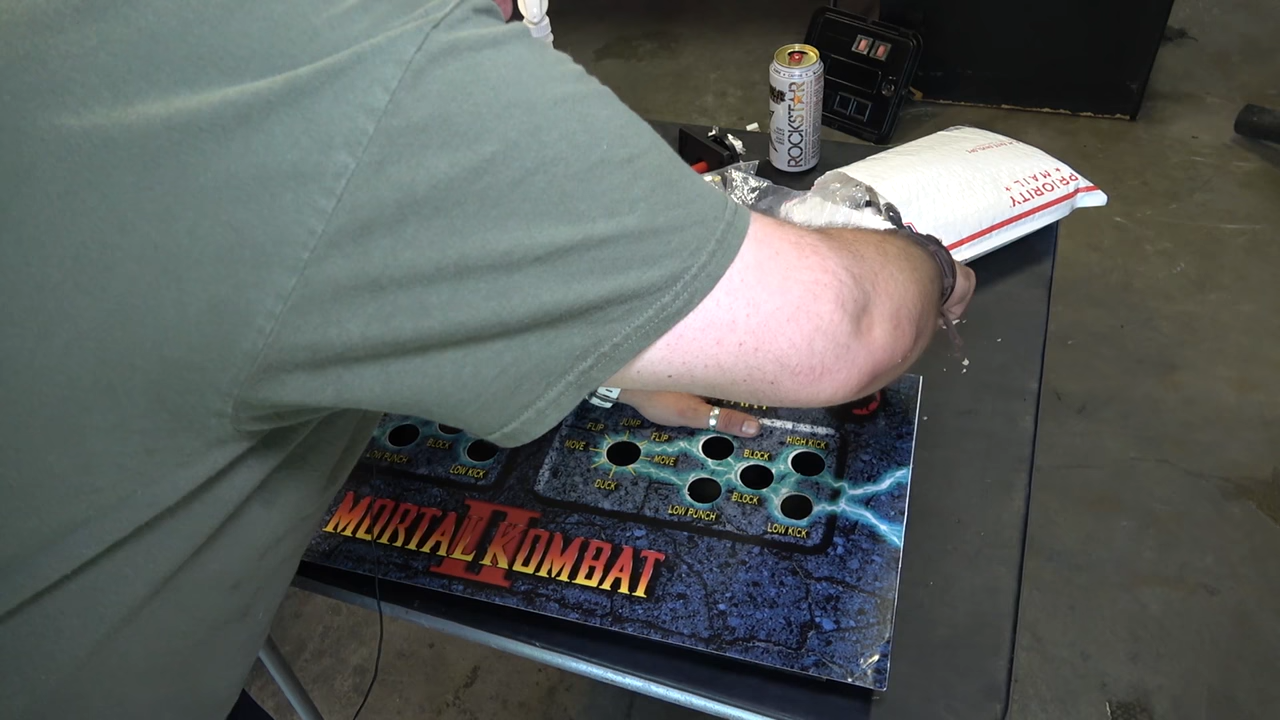 ROCKSTAR
PRIORITY
MAIL
FLIP JUMP FLIP
MOVE MOVE
DUCK
BLOCK
HIGH KICK
LOW PUNCH
BLOCK
LOW KICK
BLOCK
LOW PUNCH
LOW KICK
MORTAL KOMBAT
II